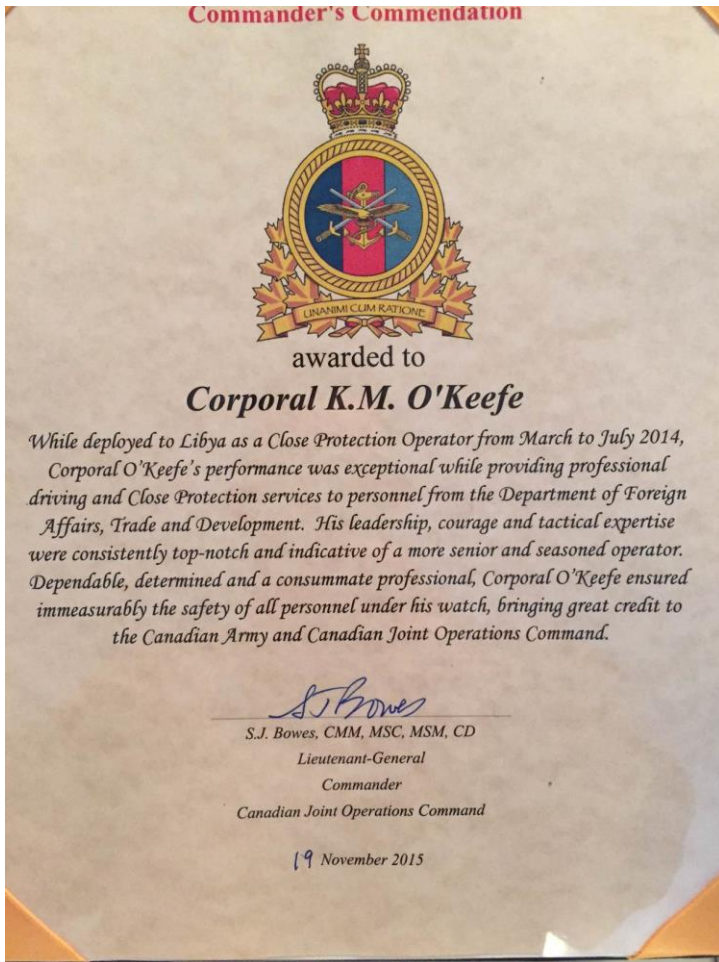 Commander's Commendation
UNANIMI CUM RATIONE
awarded to
Corporal K.M. O'Keefe
While deployed to Libya as a Close Protection Operator from March to July 2014,
Corporal O'Keefe's performance was exceptional while providing professional
driving and Close Protection services to personnel from the Department of Foreign
Affairs, Trade and Development. His leadership, courage and tactical expertise
were consistently top-notch and indicative of a more senior and seasoned operator.
Dependable, determined and a consummate professional, Corporal O'Keefe ensured
immeasurably the safety of all personnel under his watch, bringing great credit to
the Canadian Army and Canadian Joint Operations Command.
SJBowes
S.J. Bowes, CMM, MSC, MSM, CD
Lieutenant-General
Commander
Canadian Joint Operations Command
19 November 2015